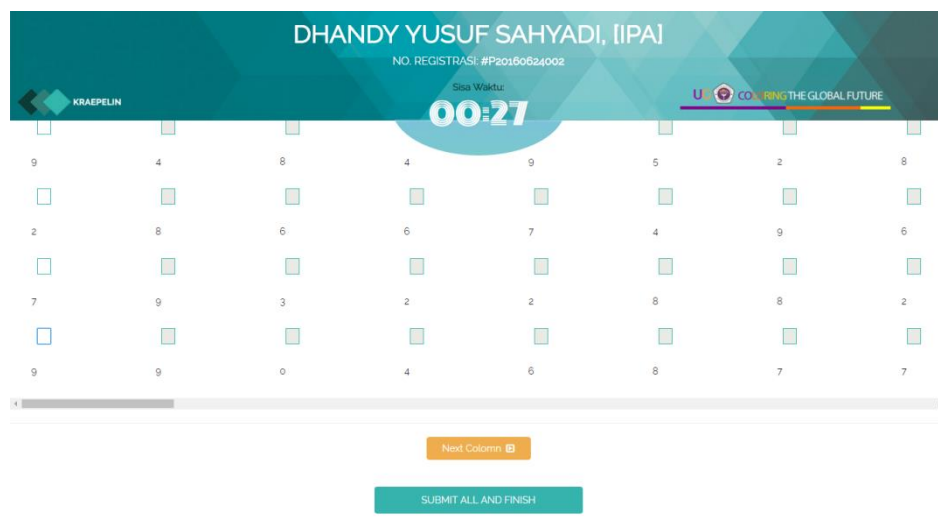 DHANDY YUSUF SAHYADI, [IPA]
NO. REGISTRASI: #P20160624002
Sisa Waktu:
00:27
KRAEPELIN
THE GLOBAL FUTURE
9 4 8 4 9 5 2 8
2 8 6 6 7 4 9 6
7 9 3 2 2 8 8 2
9 9 0 4 6 8 7 7
Next Colomn
SUBMIT ALL AND FINISH